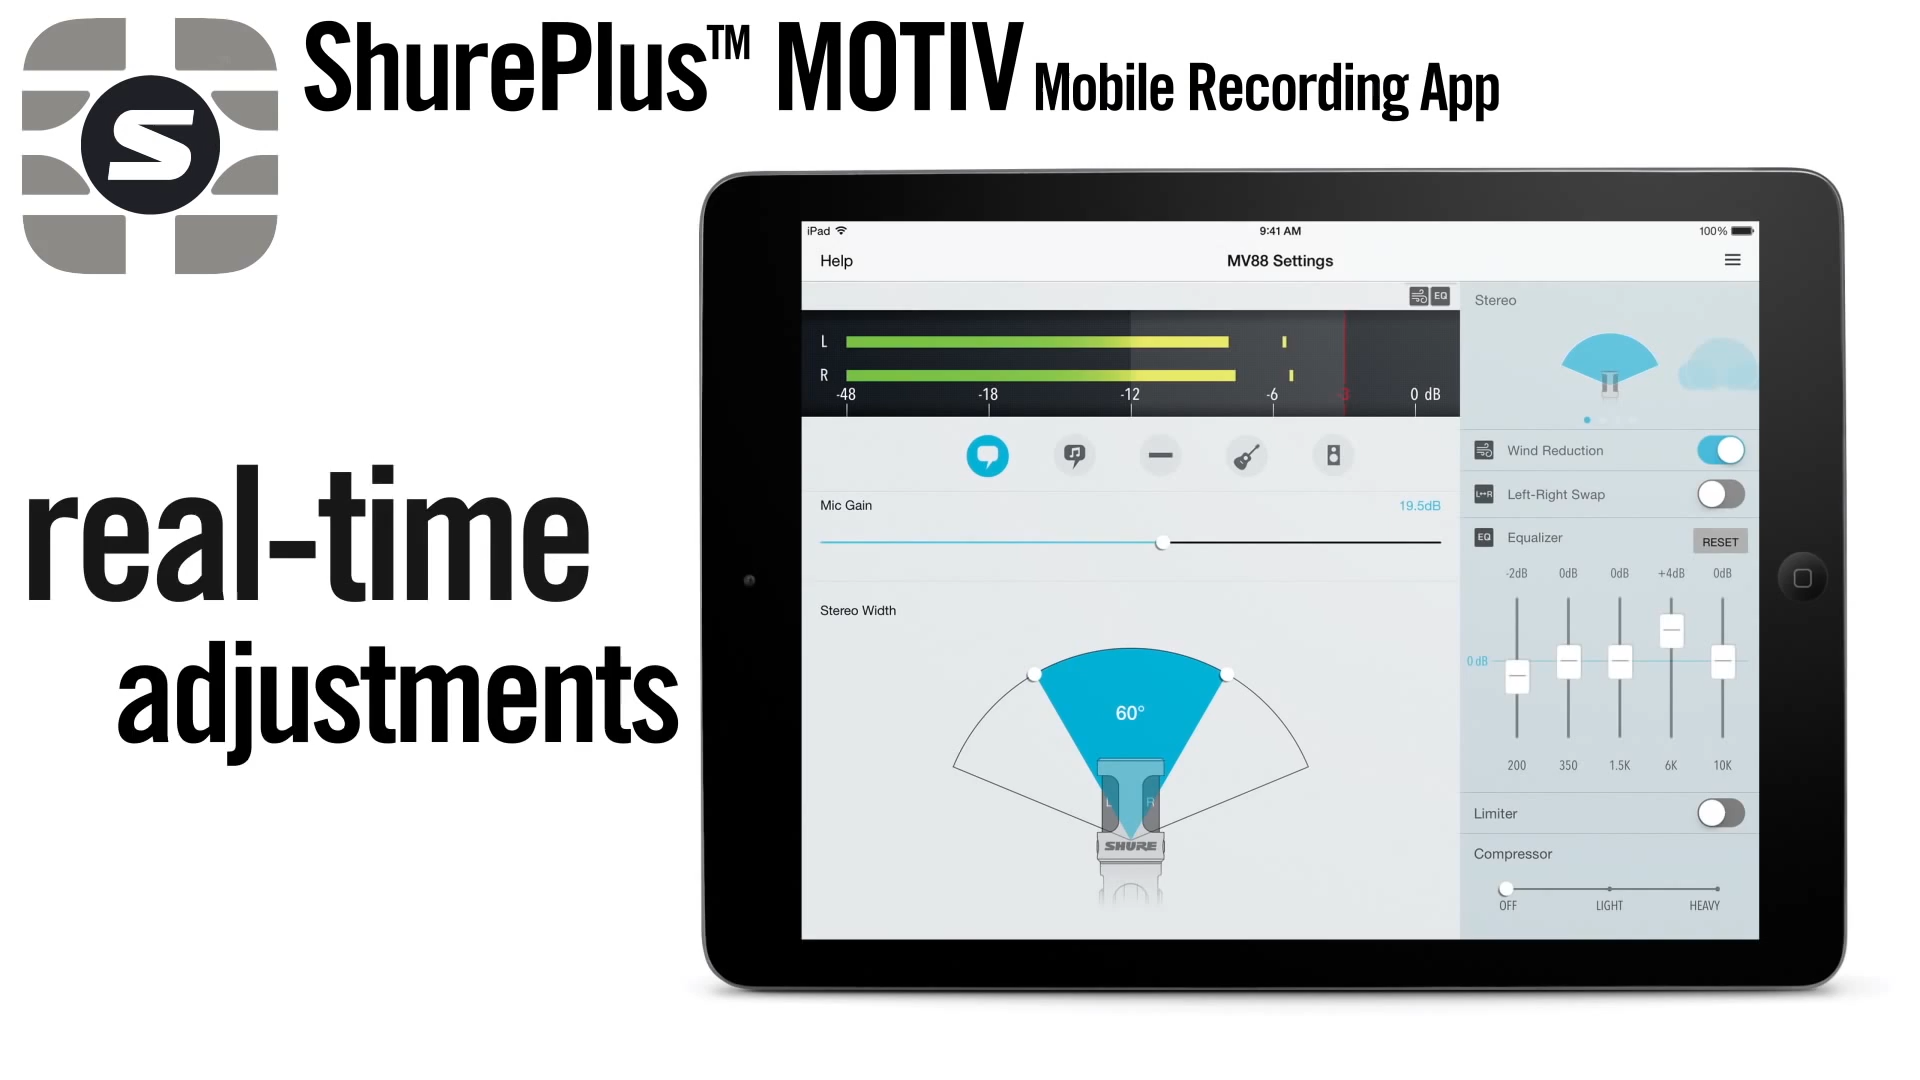 S
ShurePlus™ MOTIV Mobile Recording App
real-time
adjustments
iPad 9:41 AM 100%
Help MV88 Settings
EQ
L
R
-48 -18 -12 -6 -3 0 dB
Mic Gain 19.5dB
Stereo Width
60°
L R
SHURE
Stereo
Wind Reduction
L↔R Left-Right Swap
EQ Equalizer RESET
-2dB 0dB 0dB +4dB 0dB
0 dB
200 350 1.5K 6K 10K
Limiter
Compressor
OFF LIGHT HEAVY